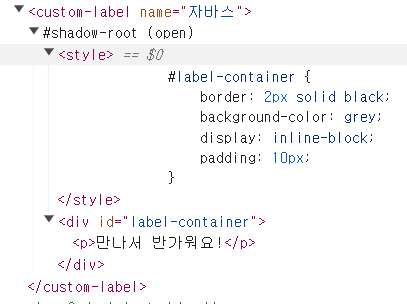 <custom-label name="자바스">
#shadow-root (open)
<style> == $0
#label-container {
border: 2px solid black;
background-color: grey;
display: inline-block;
padding: 10px;
}
</style>
<div id="label-container">
<p>만나서 반가워요!</p>
</div>
</custom-label>